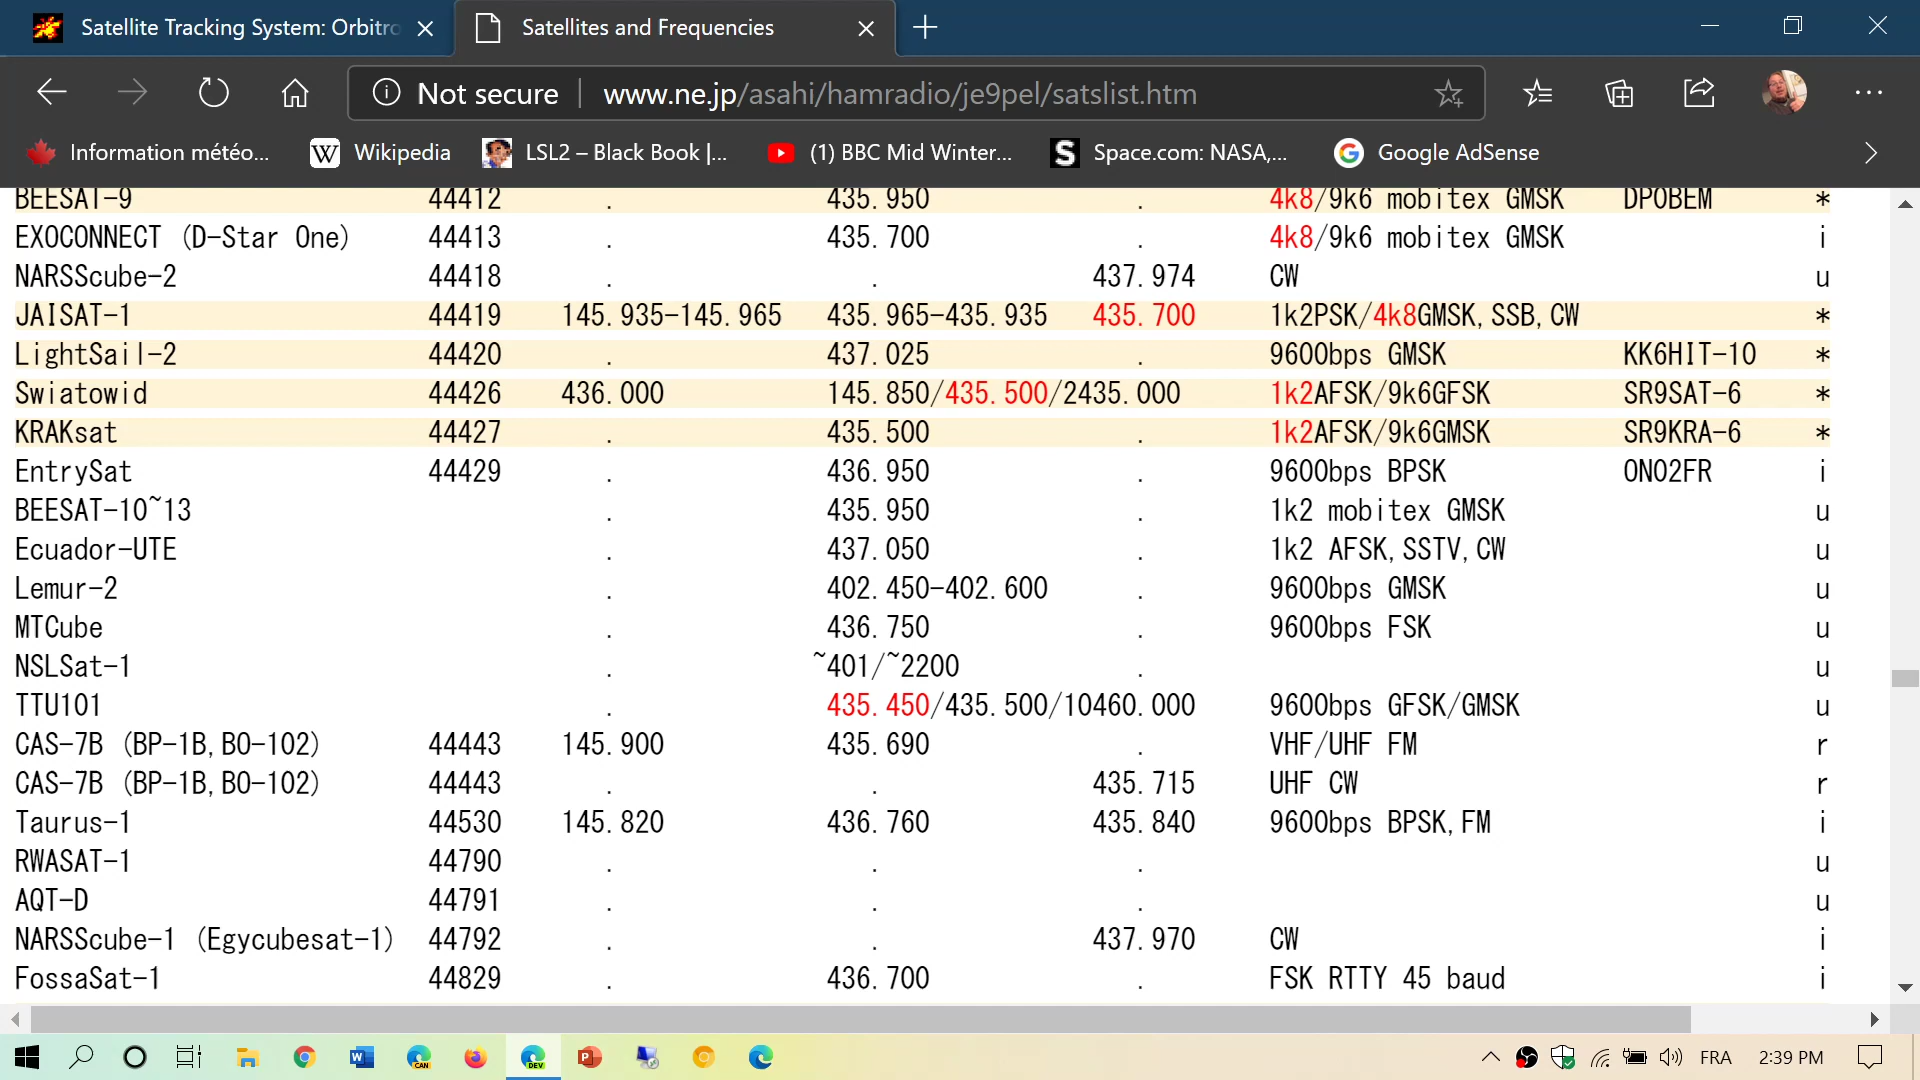 Satellite Tracking System: Orbitro
Satellites and Frequencies
Not secure www.ne.jp/asahi/hamradio/je9pel/satslist.htm
Information météo... Wikipedia LSL2 – Black Book |... (1) BBC Mid Winter... Space.com: NASA,... Google AdSense
BEESAT-9 44412 . 435.950 . 4k8/9k6 mobitex GMSK DP0BEM *
EXOCONNECT (D-Star One) 44413 . 435.700 . 4k8/9k6 mobitex GMSK i
NARSScube-2 44418 . . 437.974 CW u
JAISAT-1 44419 145.935-145.965 435.965-435.935 435.700 1k2PSK/4k8GMSK,SSB,CW *
LightSail-2 44420 . 437.025 . 9600bps GMSK KK6HIT-10 *
Swiatowid 44426 436.000 145.850/435.500/2435.000 1k2AFSK/9k6GFSK SR9SAT-6 *
KRAKsat 44427 . 435.500 . 1k2AFSK/9k6GMSK SR9KRA-6 *
EntrySat 44429 . 436.950 . 9600bps BPSK ON02FR i
BEESAT-10~13 . 435.950 . 1k2 mobitex GMSK u
Ecuador-UTE . 437.050 . 1k2 AFSK,SSTV,CW u
Lemur-2 . 402.450-402.600 . 9600bps GMSK u
MTCube . 436.750 . 9600bps FSK u
NSLSat-1 . ~401/~2200 . u
TTU101 . 435.450/435.500/10460.000 9600bps GFSK/GMSK u
CAS-7B (BP-1B,BO-102) 44443 145.900 435.690 . VHF/UHF FM r
CAS-7B (BP-1B,BO-102) 44443 . . 435.715 UHF CW r
Taurus-1 44530 145.820 436.760 435.840 9600bps BPSK,FM i
RWASAT-1 44790 . . . u
AQT-D 44791 . . . u
NARSScube-1 (Egycubesat-1) 44792 . . 437.970 CW i
FossaSat-1 44829 . 436.700 . FSK RTTY 45 baud i
FRA 2:39 PM